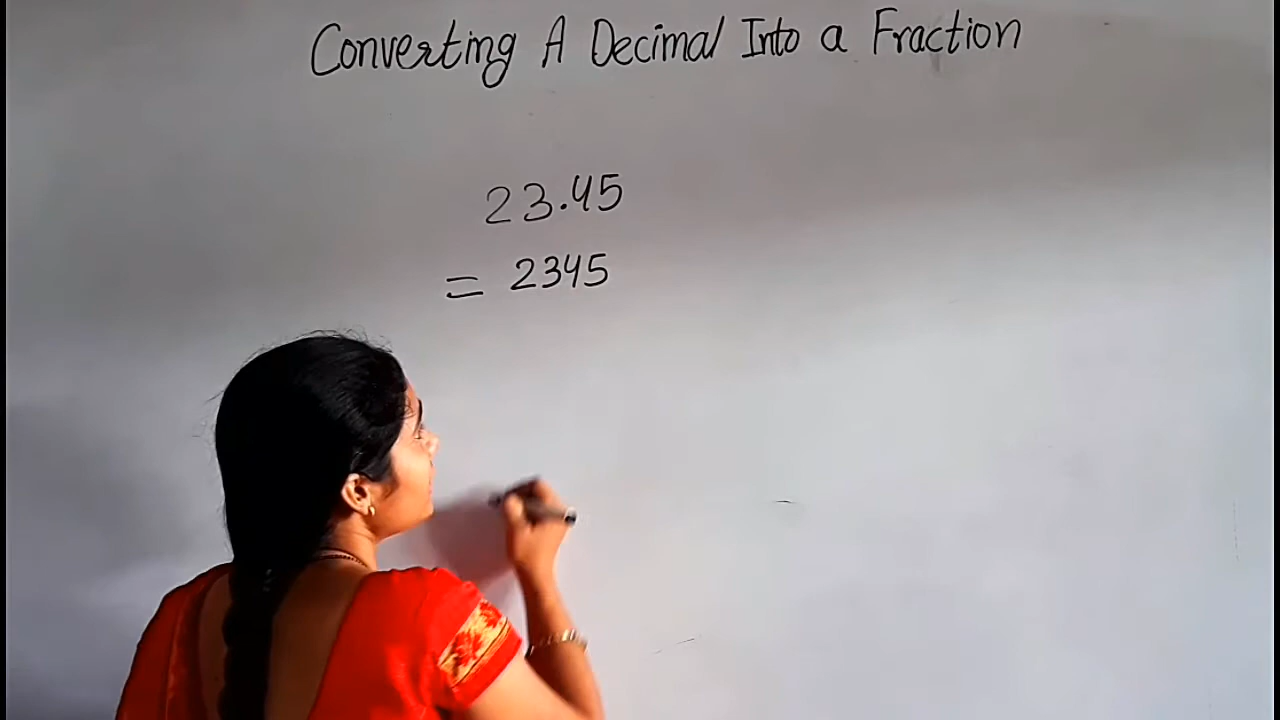 Converting A Decimal Into a Fraction
23.45
= 2345